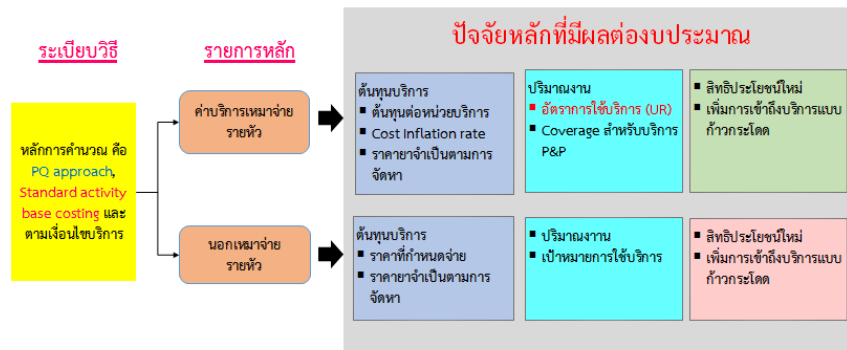 ปัจจัยหลักที่มีผลต่องบประมาณ
ระเบียบวิธี
รายการหลัก
หลักการคำนวณ คือ
PQ approach,
Standard activity
base costing และ
ตามเงื่อนไขบริการ
ค่าบริการเหมาจ่าย
รายหัว
ต้นทุนบริการ
▪ ต้นทุนต่อหน่วยบริการ
▪ Cost Inflation rate
▪ ราคายาจำเป็นตามการ
จัดหา
ปริมาณงาน
▪ อัตราการใช้บริการ (UR)
▪ Coverage สำหรับบริการ
P&P
▪ สิทธิประโยชน์ใหม่
▪ เพิ่มการเข้าถึงบริการแบบ
ก้าวกระโดด
นอกเหมาจ่าย
รายหัว
ต้นทุนบริการ
▪ ราคาที่กำหนดจ่าย
▪ ราคายาจำเป็นตามการ
จัดหา
▪ ปริมาณงาาน
▪ เป้าหมายการใช้บริการ
▪ สิทธิประโยชน์ใหม่
▪ เพิ่มการเข้าถึงบริการแบบ
ก้าวกระโดด